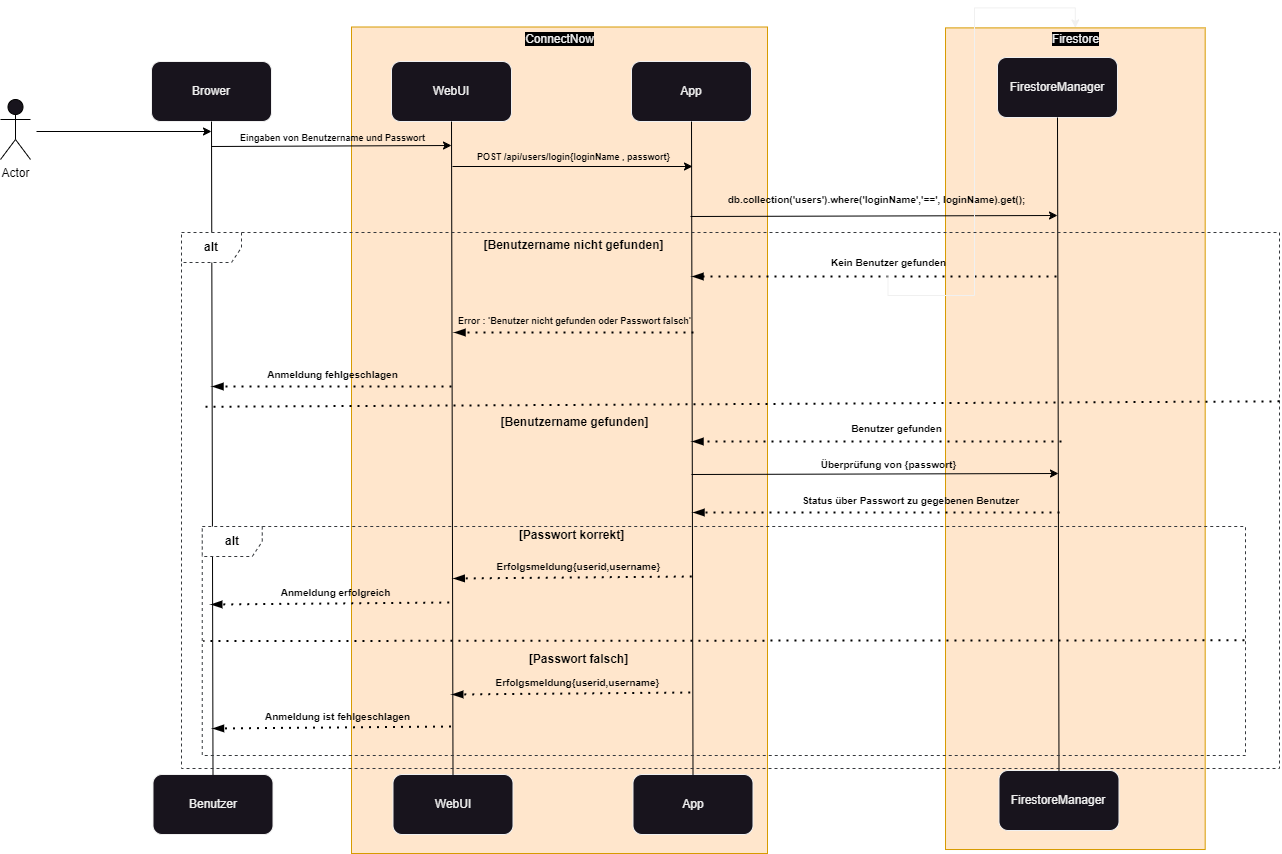 ConnectNow
Firestore
Brower
WebUI
App
FirestoreManager
Actor
Eingaben von Benutzername und Passwort
POST /api/users/login{loginName , passwort}
db.collection('users').where('loginName','==', loginName).get();
alt
[Benutzername nicht gefunden]
Kein Benutzer gefunden
Error : 'Benutzer nicht gefunden oder Passwort falsch'
Anmeldung fehlgeschlagen
[Benutzername gefunden]
Benutzer gefunden
Überprüfung von {passwort}
Status über Passwort zu gegebenen Benutzer
alt
[Passwort korrekt]
Erfolgsmeldung{userid,username}
Anmeldung erfolgreich
[Passwort falsch]
Erfolgsmeldung{userid,username}
Anmeldung ist fehlgeschlagen
Benutzer
WebUI
App
FirestoreManager